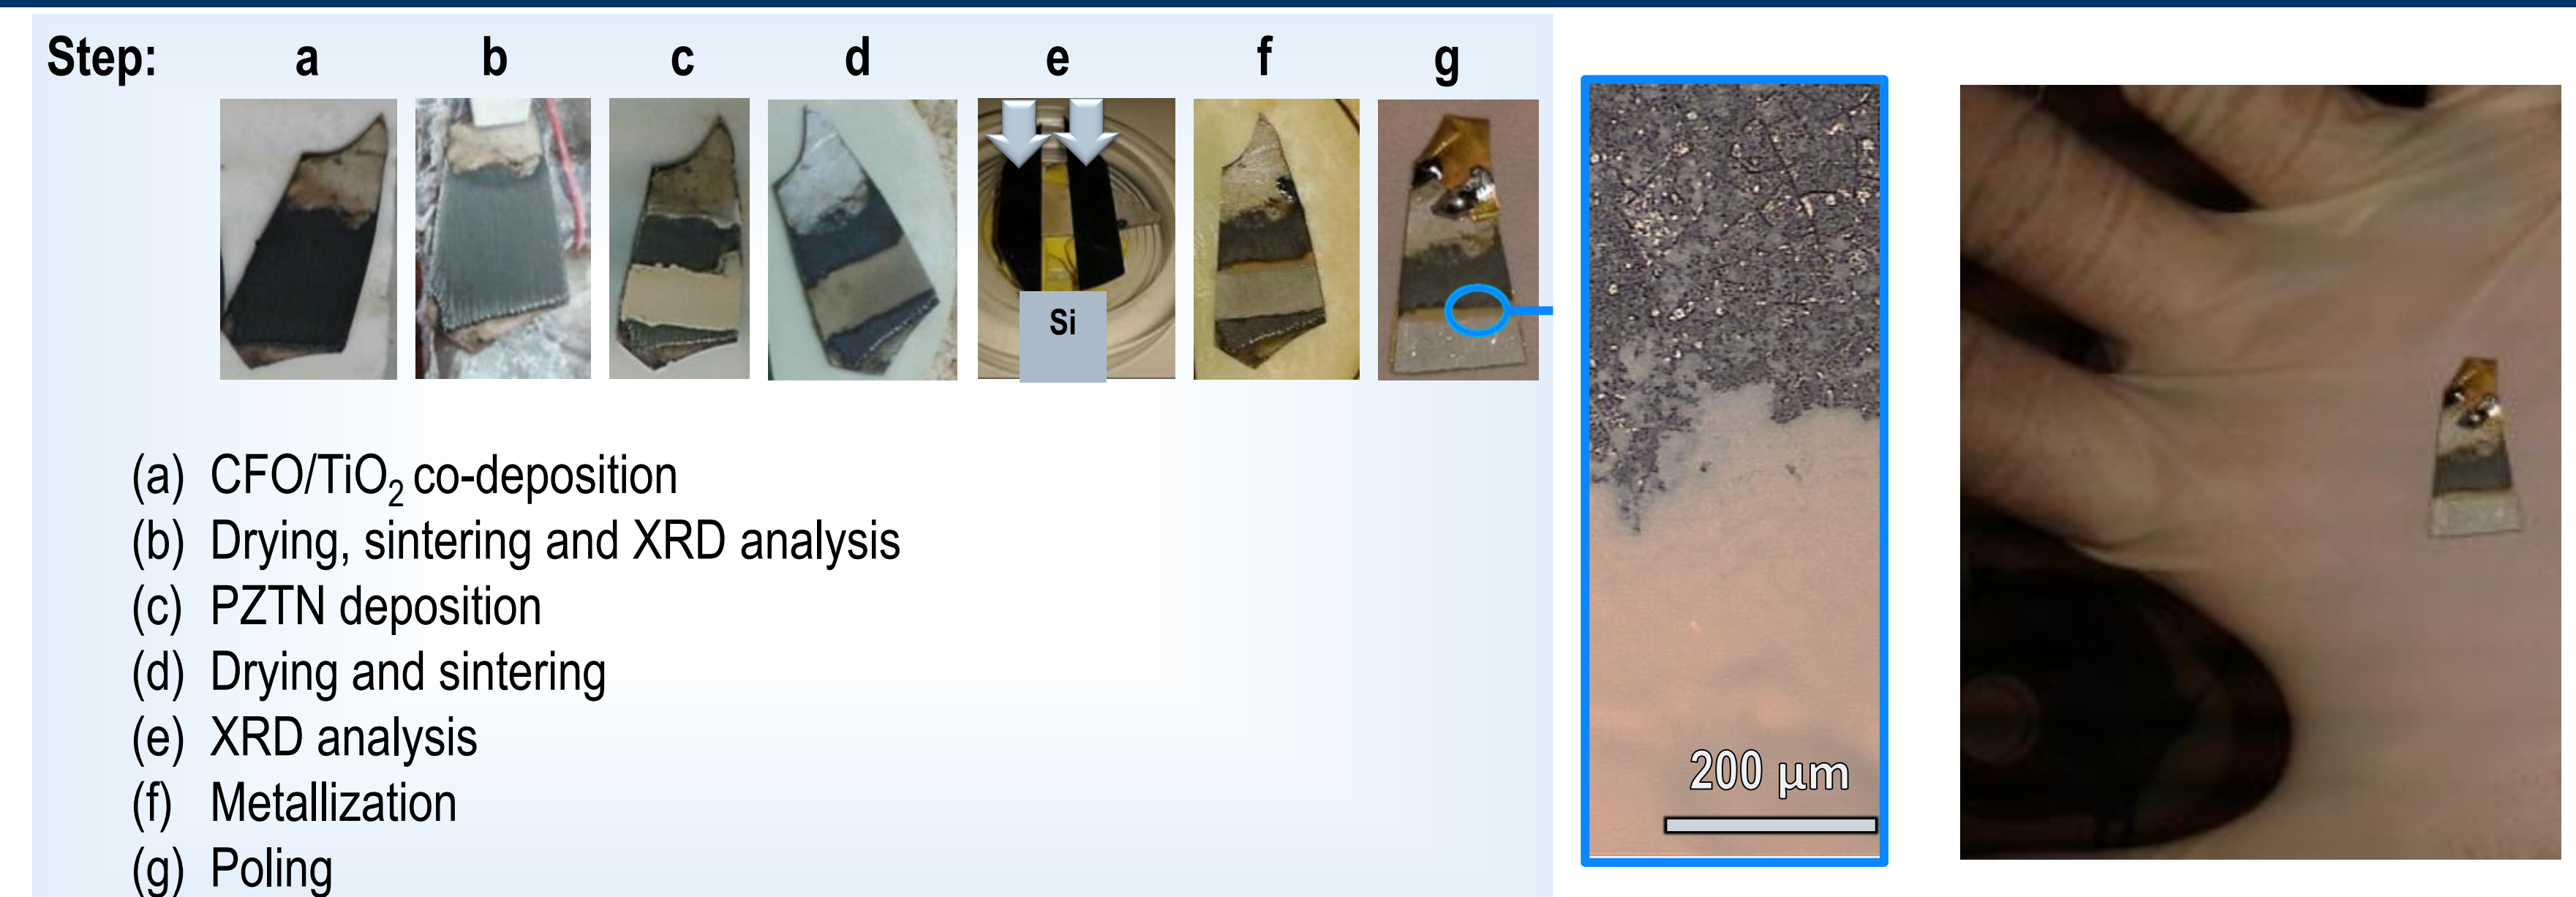 Step: a b c d e f g
Si
(a) CFO/TiO₂ co-deposition
(b) Drying, sintering and XRD analysis
(c) PZTN deposition
(d) Drying and sintering
(e) XRD analysis
(f) Metallization
(g) Poling
200 µm